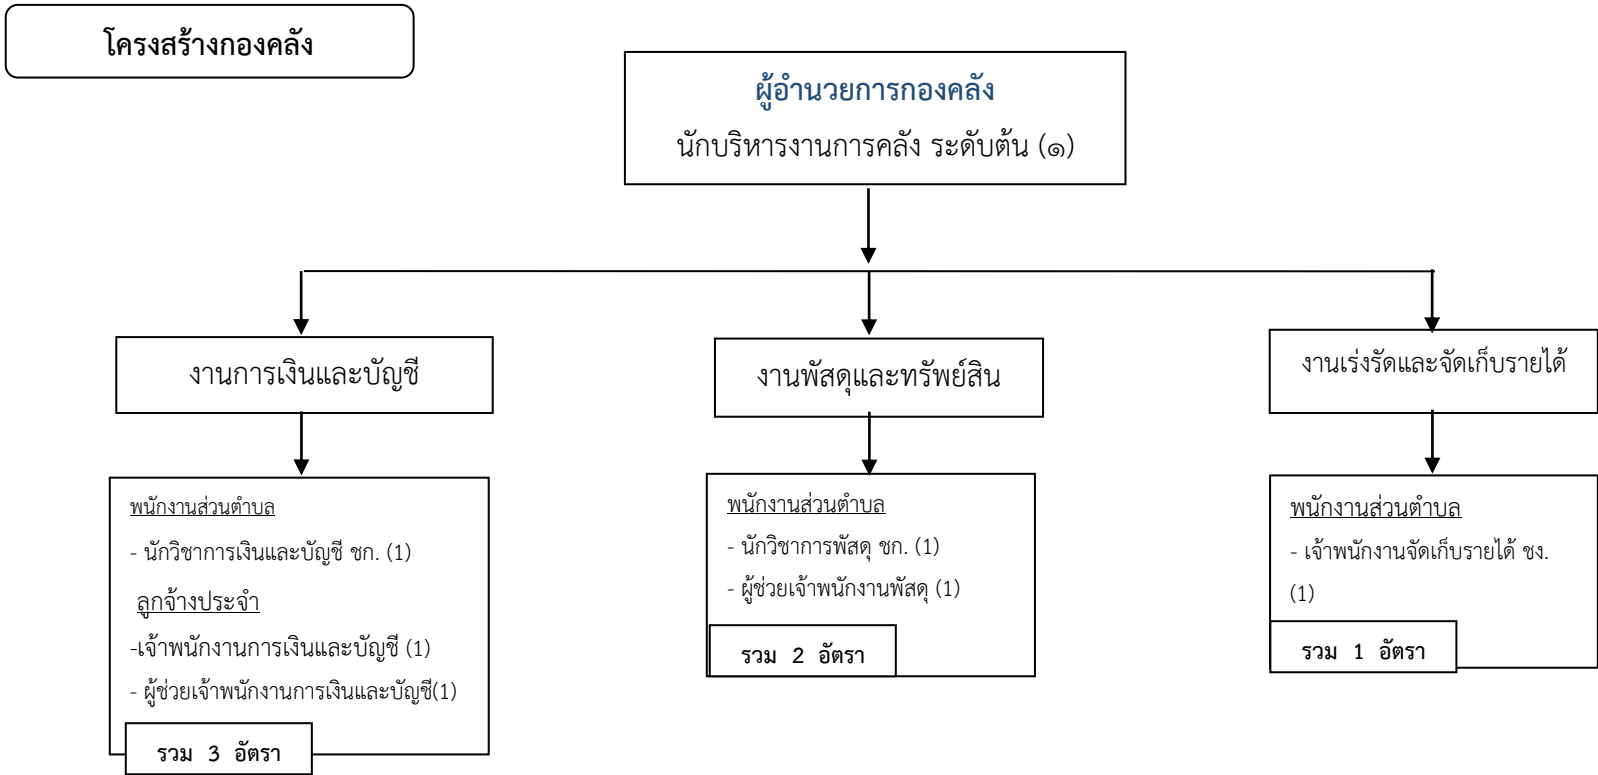 โครงสร้างกองคลัง
ผู้อำนวยการกองคลัง
นักบริหารงานการคลัง ระดับต้น (๑)
งานการเงินและบัญชี
พนักงานส่วนตำบล
- นักวิชาการเงินและบัญชี ชก. (1)
ลูกจ้างประจำ
-เจ้าพนักงานการเงินและบัญชี (1)
- ผู้ช่วยเจ้าพนักงานการเงินและบัญชี(1)
รวม 3 อัตรา
งานพัสดุและทรัพย์สิน
พนักงานส่วนตำบล
- นักวิชาการพัสดุ ชก. (1)
- ผู้ช่วยเจ้าพนักงานพัสดุ (1)
รวม 2 อัตรา
งานเร่งรัดและจัดเก็บรายได้
พนักงานส่วนตำบล
- เจ้าพนักงานจัดเก็บรายได้ ชง.
(1)
รวม 1 อัตรา